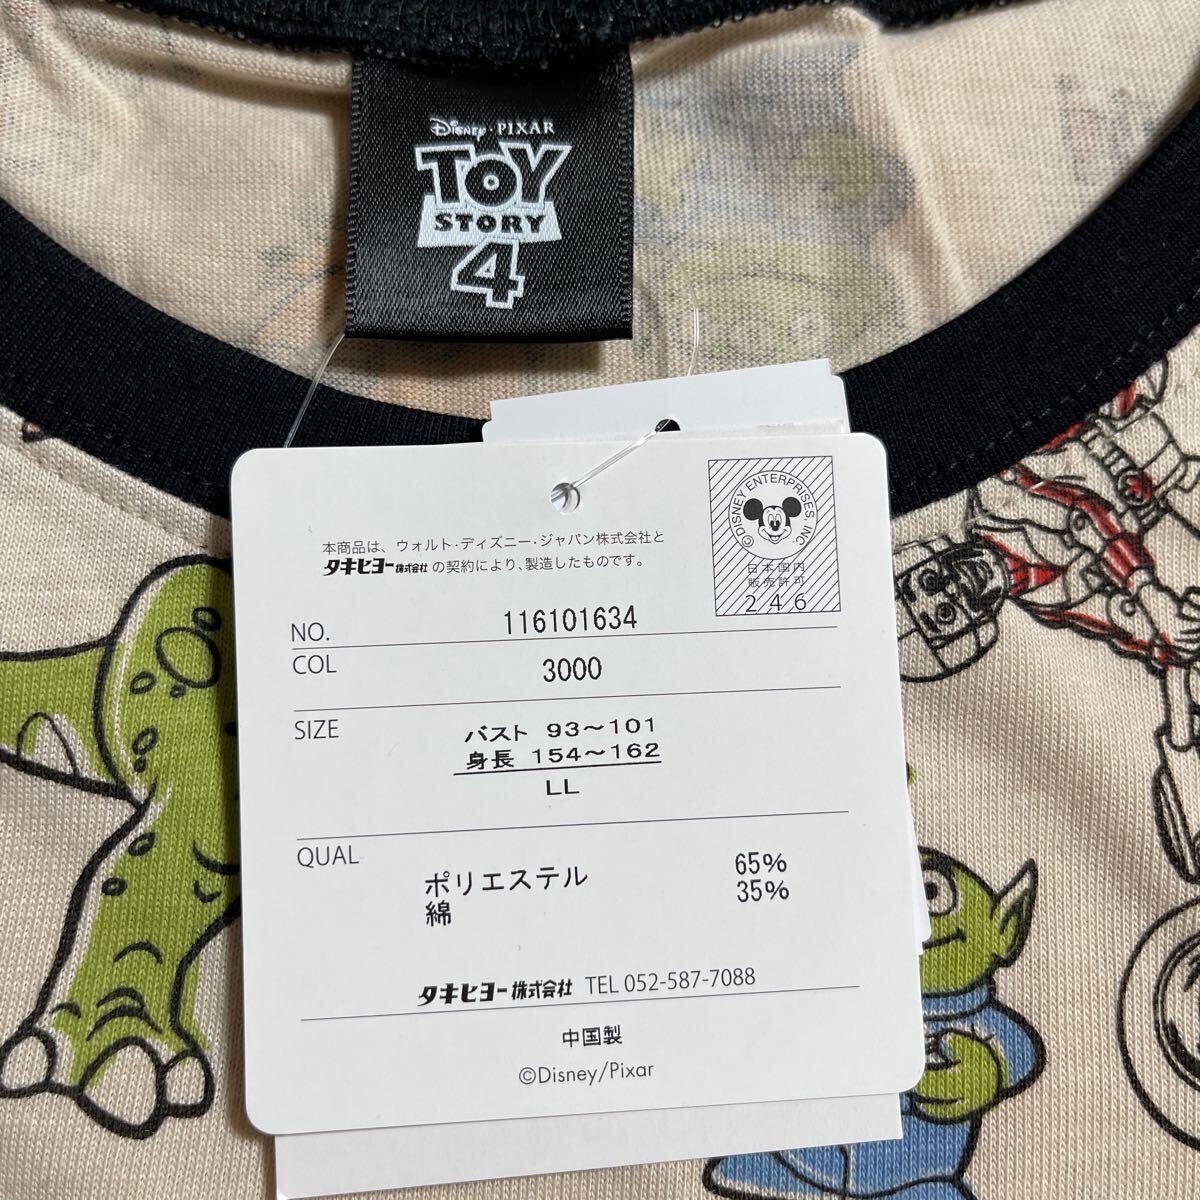 Disney · PIXAR
TOY
STORY
4
本商品は、ウォルト・ディズニー・ジャパン株式会社と
タキヒヨー株式会社 の契約により、製造したものです。
©DISNEY ENTERPRISES, INC.
日本国内
販売許可
246
NO. 116101634
COL 3000
SIZE バスト 93〜101
身長 154〜162
LL
QUAL
ポリエステル 65%
綿 35%
タキヒヨー株式会社 TEL 052-587-7088
中国製
©Disney/Pixar